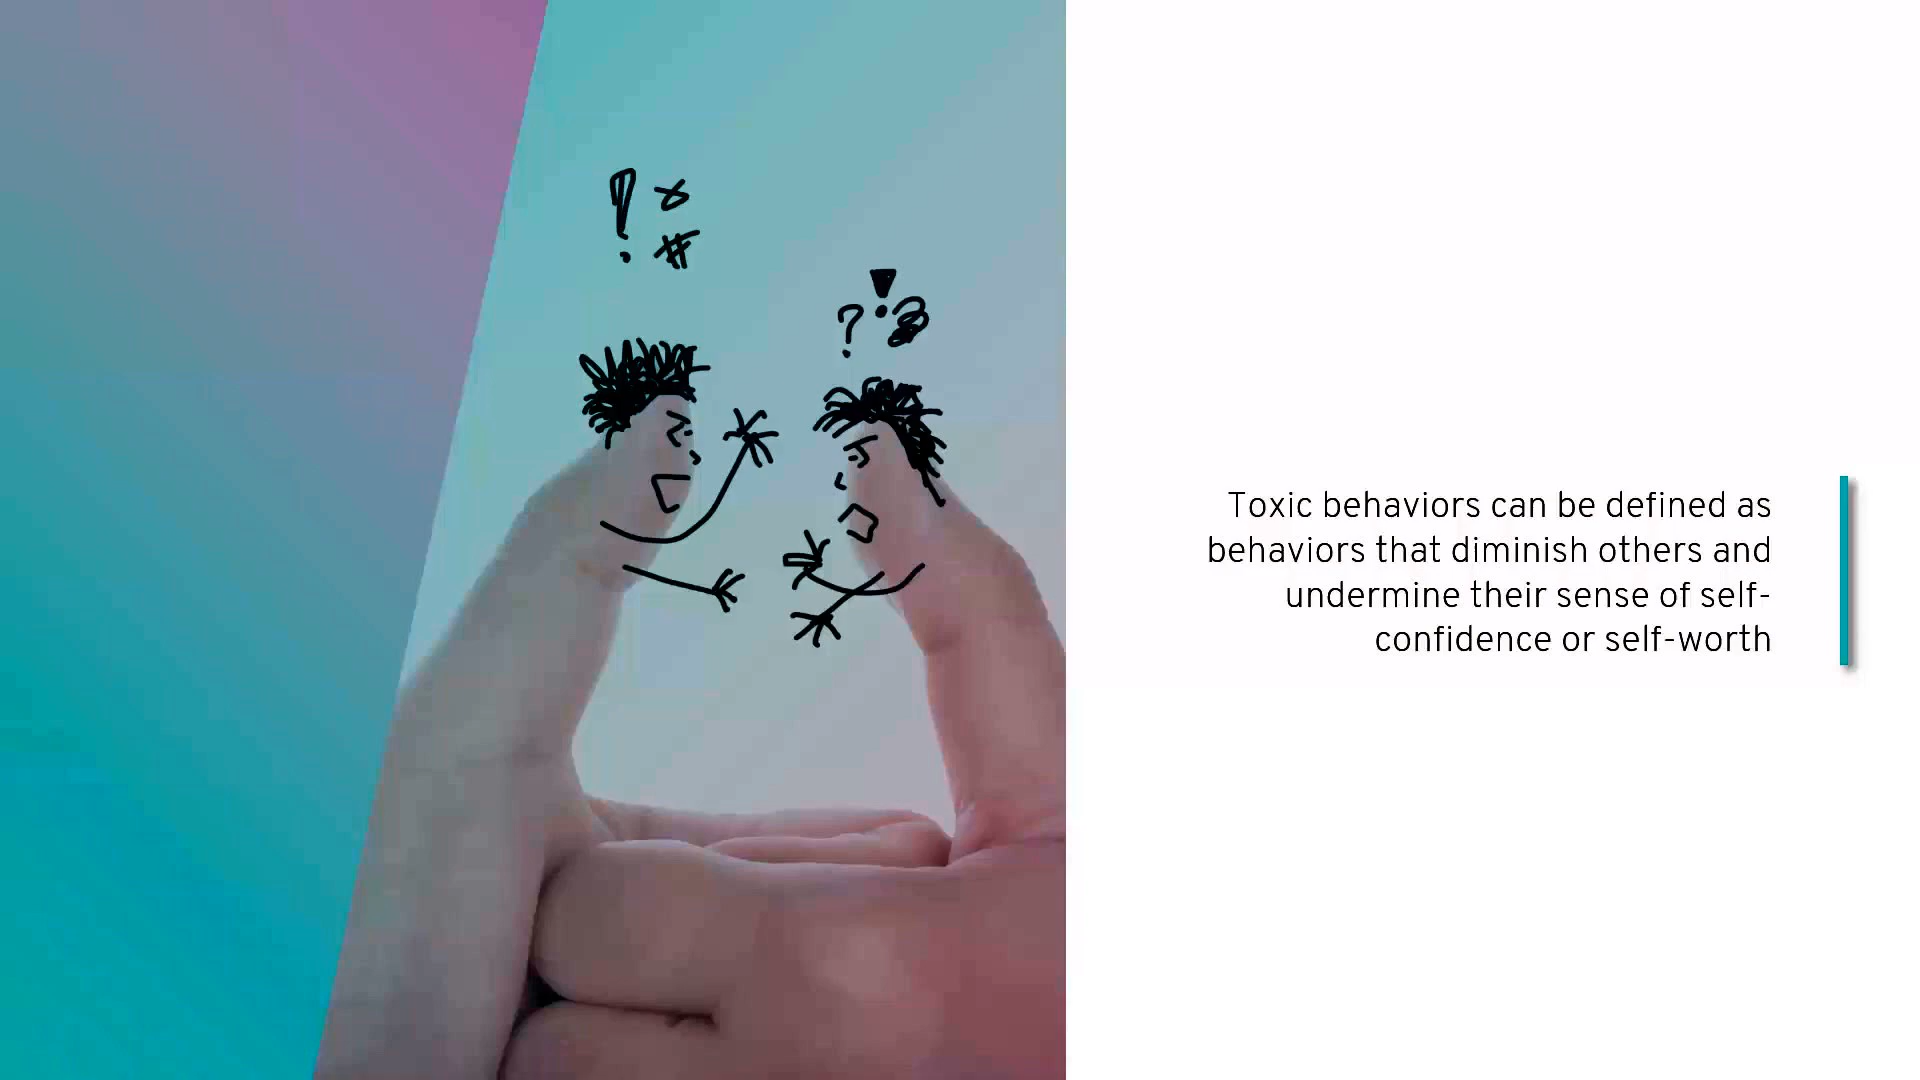 ! x
#
? !
Toxic behaviors can be defined as
behaviors that diminish others and
undermine their sense of self-
confidence or self-worth